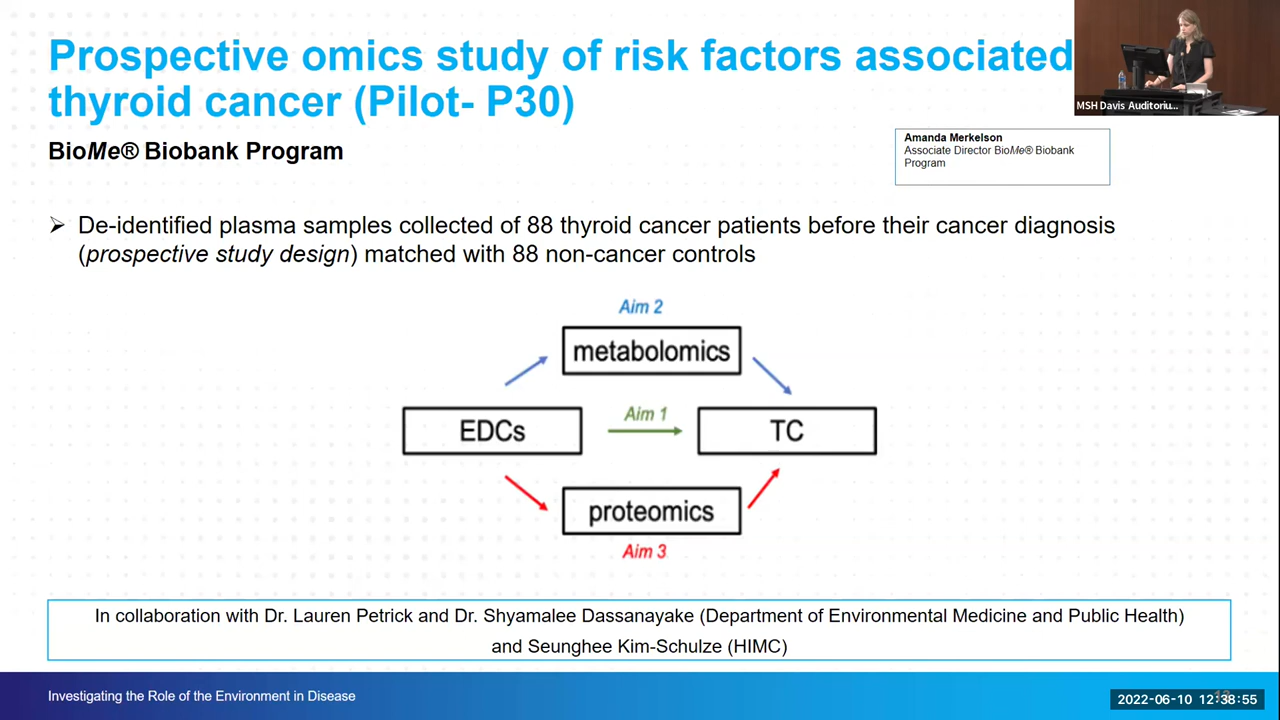 Prospective omics study of risk factors associated
thyroid cancer (Pilot- P30)
MSH Davis Auditoriu...
BioMe® Biobank Program
Amanda Merkelson
Associate Director BioMe® Biobank
Program
➢ De-identified plasma samples collected of 88 thyroid cancer patients before their cancer diagnosis
(prospective study design) matched with 88 non-cancer controls
Aim 2
metabolomics
EDCs
Aim 1
TC
proteomics
Aim 3
In collaboration with Dr. Lauren Petrick and Dr. Shyamalee Dassanayake (Department of Environmental Medicine and Public Health)
and Seunghee Kim-Schulze (HIMC)
Investigating the Role of the Environment in Disease
2022-06-10 12:38:55